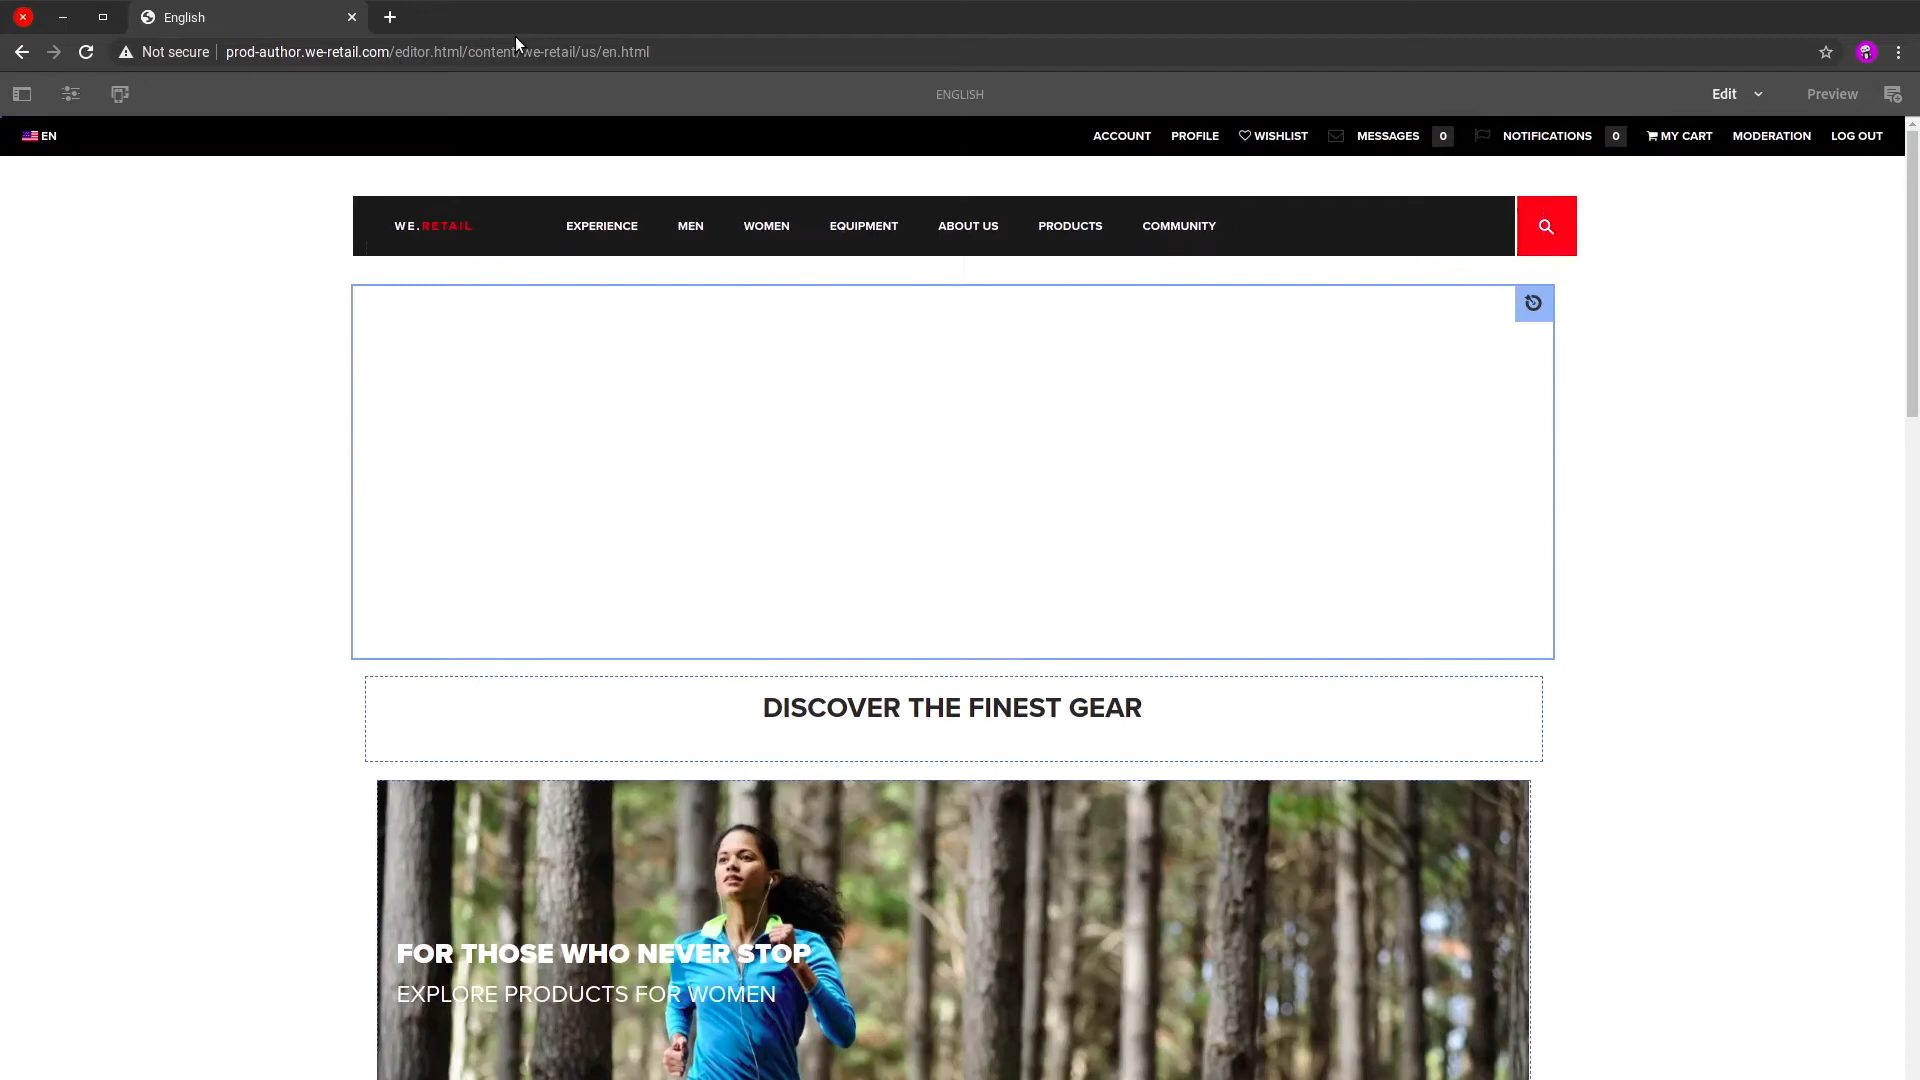 English
Not secure prod-author.we-retail.com/editor.html/content/we-retail/us/en.html
ENGLISH Edit Preview
EN ACCOUNT PROFILE WISHLIST MESSAGES 0 NOTIFICATIONS 0 MY CART MODERATION LOG OUT
WE.RETAIL EXPERIENCE MEN WOMEN EQUIPMENT ABOUT US PRODUCTS COMMUNITY
DISCOVER THE FINEST GEAR
FOR THOSE WHO NEVER STOP
EXPLORE PRODUCTS FOR WOMEN